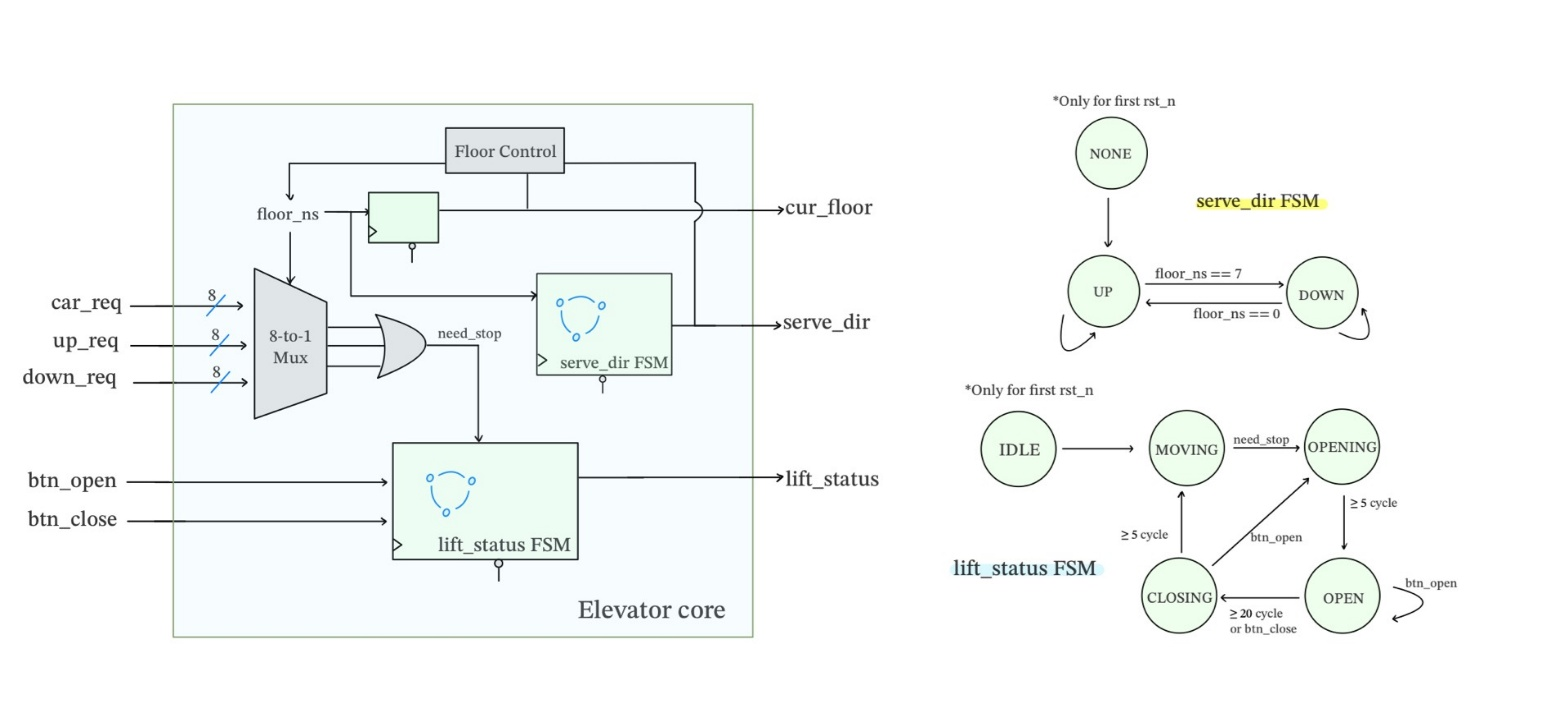 Floor Control
floor_ns
cur_floor
car_req
8
up_req
8
down_req
8
8-to-1
Mux
need_stop
serve_dir FSM
serve_dir
btn_open
btn_close
lift_status FSM
lift_status
Elevator core
*Only for first rst_n
NONE
serve_dir FSM
UP
floor_ns == 7
floor_ns == 0
DOWN
*Only for first rst_n
IDLE
MOVING
need_stop
OPENING
≥ 5 cycle
≥ 5 cycle
btn_open
lift_status FSM
CLOSING
≥ 20 cycle
or btn_close
OPEN
btn_open